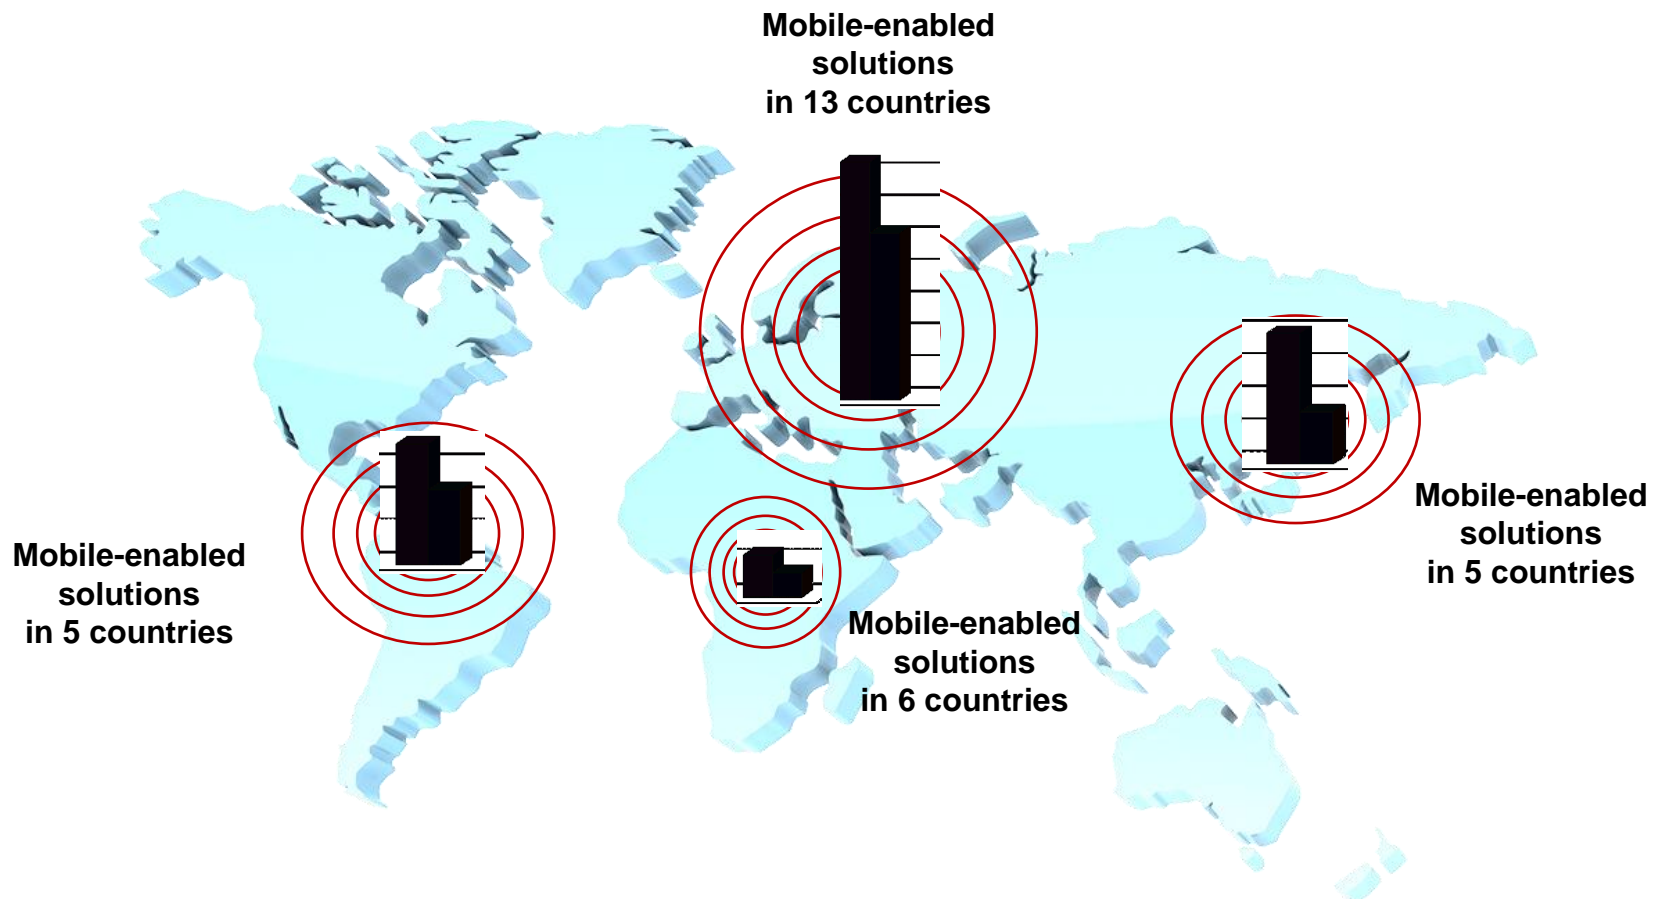 Mobile-enabled
solutions
in 13 countries
Mobile-enabled
solutions
in 5 countries
Mobile-enabled
solutions
in 5 countries
Mobile-enabled
solutions
in 6 countries